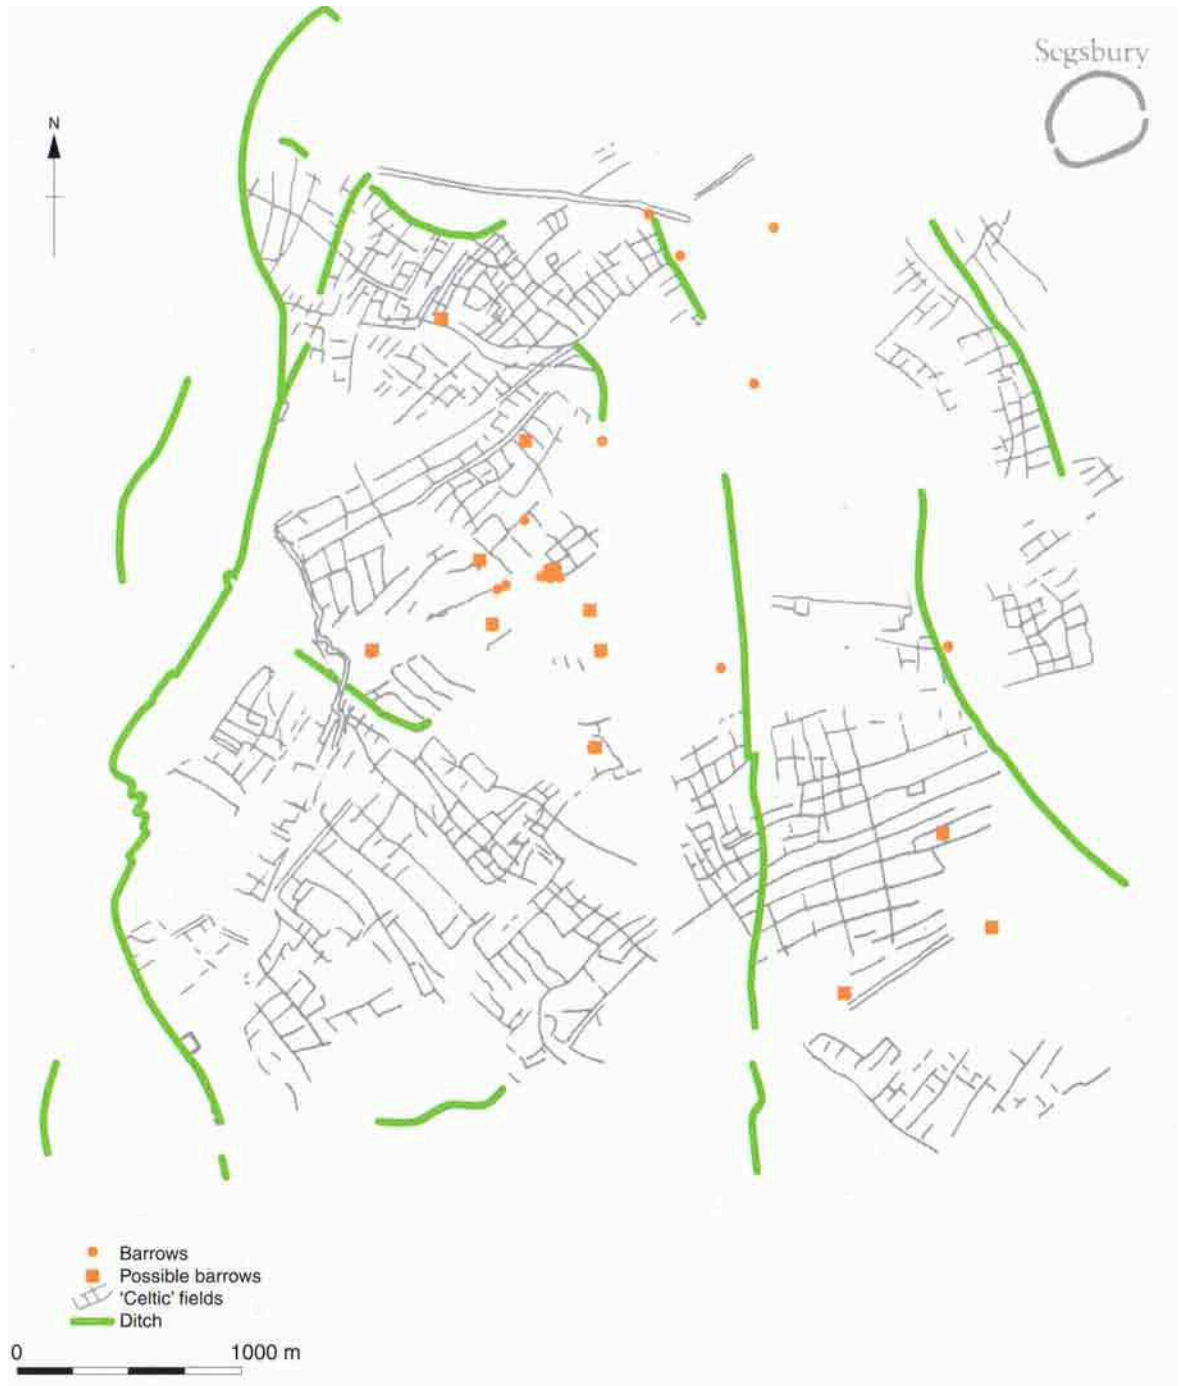 Segsbury
N
Barrows
Possible barrows
'Celtic' fields
Ditch
0 1000 m